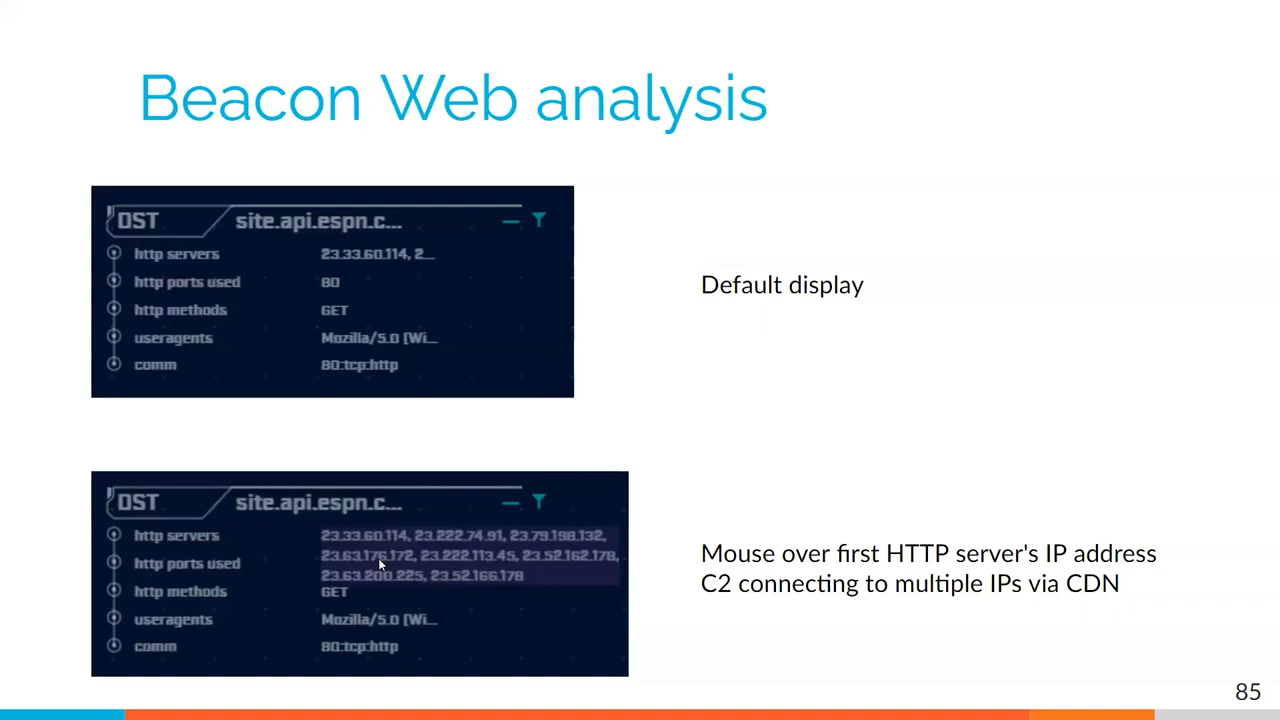 Beacon Web analysis
DST site.api.espn.c...
http servers 23.33.60.114, 2...
http ports used 80
http methods GET
useragents Mozilla/5.0 (Wi...
comm 80:tcp:http
Default display
DST site.api.espn.c...
http servers 23.33.60.114, 23.222.74.91, 23.79.198.132,
23.63.176.172, 23.222.113.45, 23.52.162.178,
http ports used
23.63.200.225, 23.52.166.178
http methods GET
useragents Mozilla/5.0 (Wi...
comm 80:tcp:http
Mouse over first HTTP server's IP address
C2 connecting to multiple IPs via CDN
85